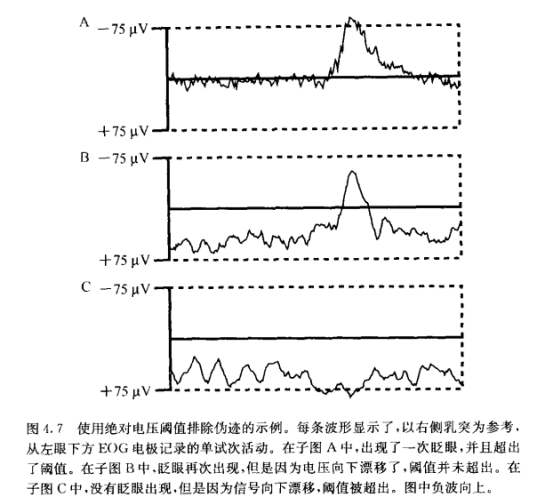 A
−75 μV
+75 μV
B
−75 μV
+75 μV
C
−75 μV
+75 μV
图 4.7 使用绝对电压阈值排除伪迹的示例。每条波形显示了,以右侧乳突为参考,
从左眼下方 EOG 电极记录的单试次活动。在子图 A 中,出现了一次眨眼,并且超出
了阈值。在子图 B 中,眨眼再次出现,但是因为电压向下漂移了,阈值并未超出。在
子图 C 中,没有眨眼出现,但是因为信号向下漂移,阈值被超出。图中负波向上。